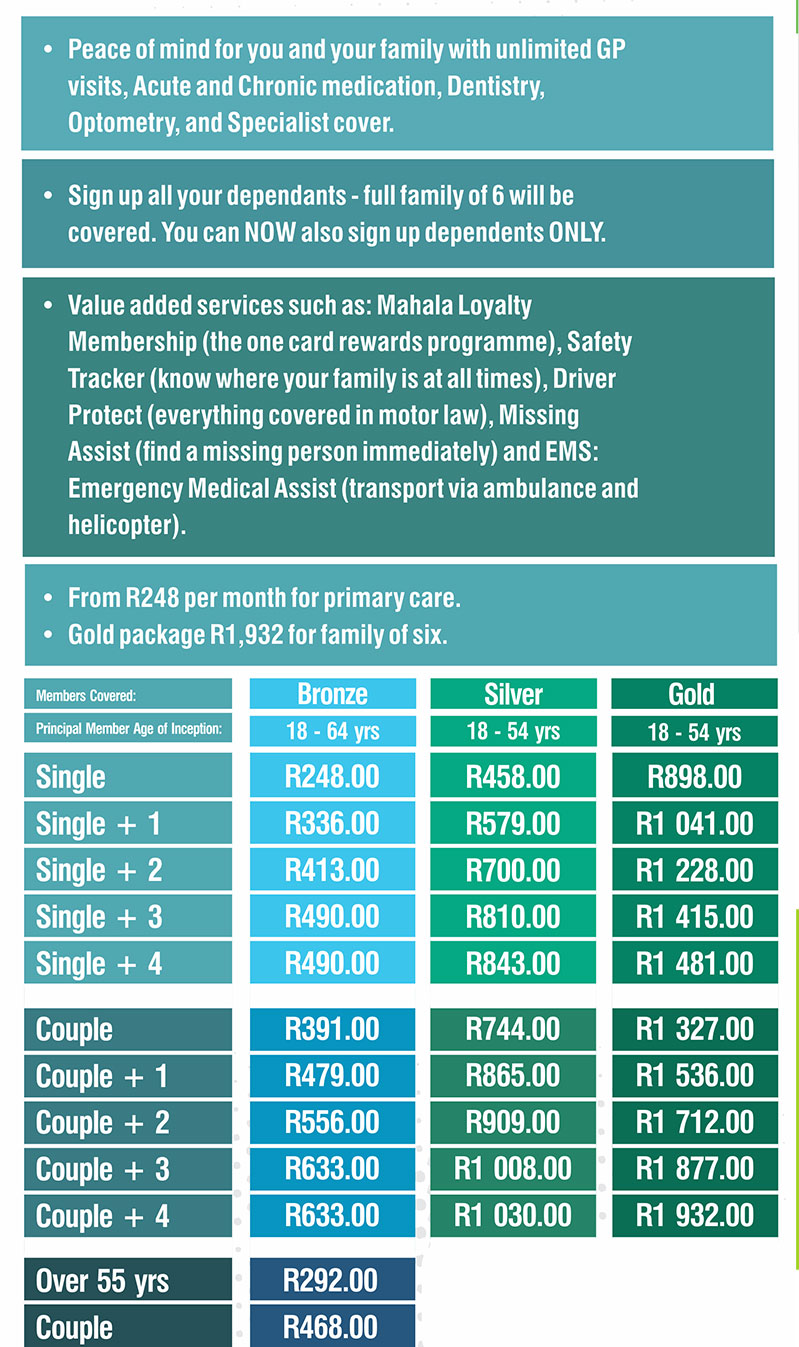 • Peace of mind for you and your family with unlimited GP
visits, Acute and Chronic medication, Dentistry,
Optometry, and Specialist cover.
• Sign up all your dependants - full family of 6 will be
covered. You can NOW also sign up dependents ONLY.
• Value added services such as: Mahala Loyalty
Membership (the one card rewards programme), Safety
Tracker (know where your family is at all times), Driver
Protect (everything covered in motor law), Missing
Assist (find a missing person immediately) and EMS:
Emergency Medical Assist (transport via ambulance and
helicopter).
• From R248 per month for primary care.
• Gold package R1,932 for family of six.
Members Covered: Bronze Silver Gold
Principal Member Age of Inception: 18 - 64 yrs 18 - 54 yrs 18 - 54 yrs
Single R248.00 R458.00 R898.00
Single + 1 R336.00 R579.00 R1 041.00
Single + 2 R413.00 R700.00 R1 228.00
Single + 3 R490.00 R810.00 R1 415.00
Single + 4 R490.00 R843.00 R1 481.00
Couple R391.00 R744.00 R1 327.00
Couple + 1 R479.00 R865.00 R1 536.00
Couple + 2 R556.00 R909.00 R1 712.00
Couple + 3 R633.00 R1 008.00 R1 877.00
Couple + 4 R633.00 R1 030.00 R1 932.00
Over 55 yrs R292.00
Couple R468.00